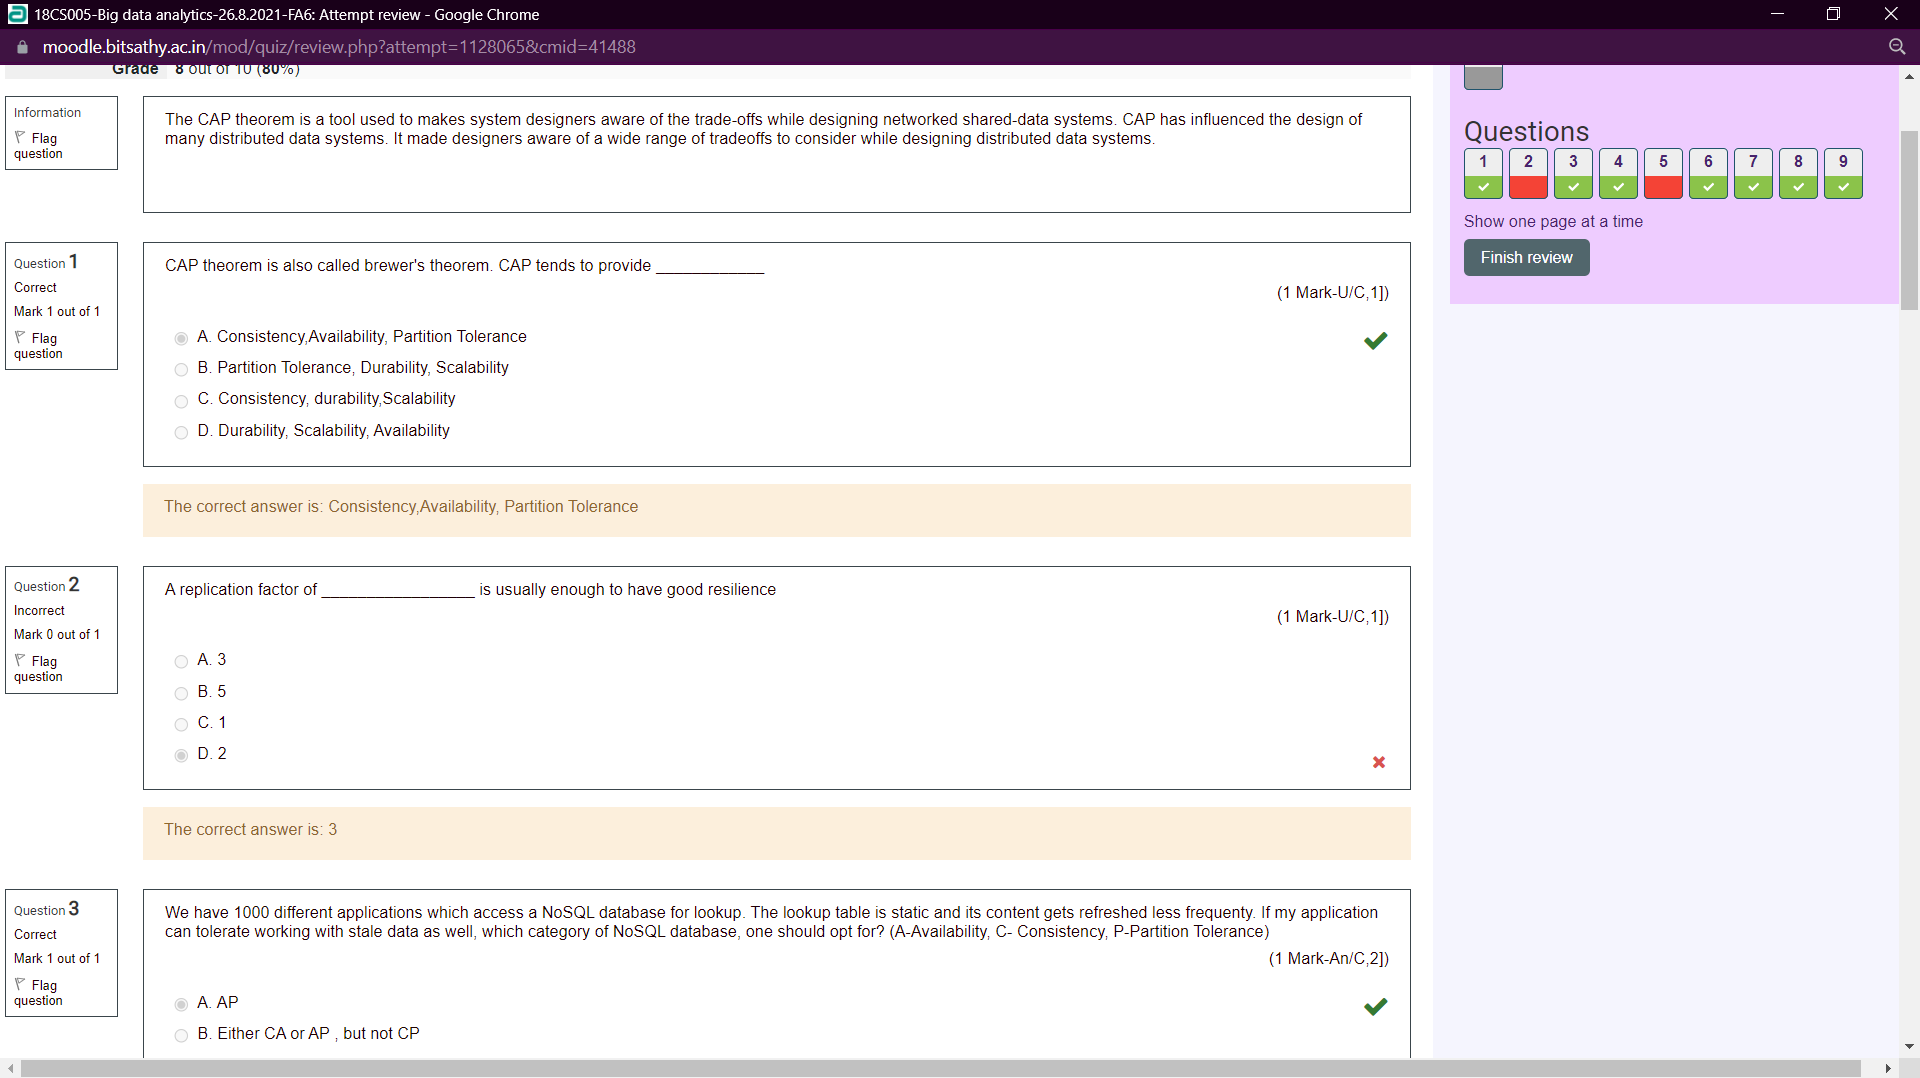 18CS005-Big data analytics-26.8.2021-FA6: Attempt review - Google Chrome
moodle.bitsathy.ac.in/mod/quiz/review.php?attempt=1128065&cmid=41488
Grade 8 out of 10 (80%)
Information
Flag
question
The CAP theorem is a tool used to makes system designers aware of the trade-offs while designing networked shared-data systems. CAP has influenced the design of
many distributed data systems. It made designers aware of a wide range of tradeoffs to consider while designing distributed data systems.
Question 1
Correct
Mark 1 out of 1
Flag
question
CAP theorem is also called brewer's theorem. CAP tends to provide ____________
(1 Mark-U/C,1])
A. Consistency,Availability, Partition Tolerance
B. Partition Tolerance, Durability, Scalability
C. Consistency, durability,Scalability
D. Durability, Scalability, Availability
The correct answer is: Consistency,Availability, Partition Tolerance
Question 2
Incorrect
Mark 0 out of 1
Flag
question
A replication factor of _________________ is usually enough to have good resilience
(1 Mark-U/C,1])
A. 3
B. 5
C. 1
D. 2
The correct answer is: 3
Question 3
Correct
Mark 1 out of 1
Flag
question
We have 1000 different applications which access a NoSQL database for lookup. The lookup table is static and its content gets refreshed less frequenty. If my application
can tolerate working with stale data as well, which category of NoSQL database, one should opt for? (A-Availability, C- Consistency, P-Partition Tolerance)
(1 Mark-An/C,2])
A. AP
B. Either CA or AP , but not CP
Questions
1 2 3 4 5 6 7 8 9
Show one page at a time
Finish review